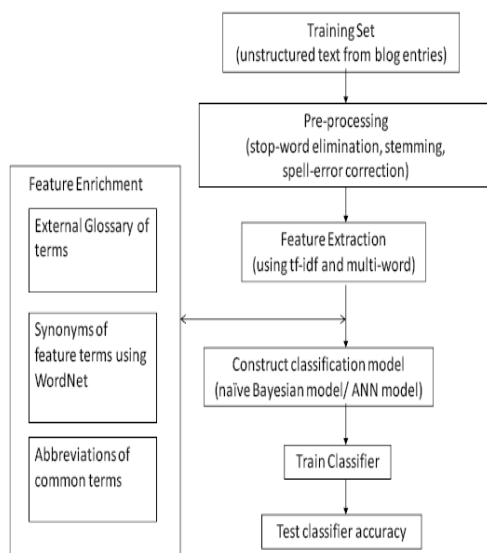 Training Set
(unstructured text from blog entries)
Pre-processing
(stop-word elimination, stemming,
spell-error correction)
Feature Enrichment
External Glossary of
terms
Synonyms of
feature terms using
WordNet
Abbreviations of
common terms
Feature Extraction
(using tf-idf and multi-word)
Construct classification model
(naïve Bayesian model/ ANN model)
Train Classifier
Test classifier accuracy